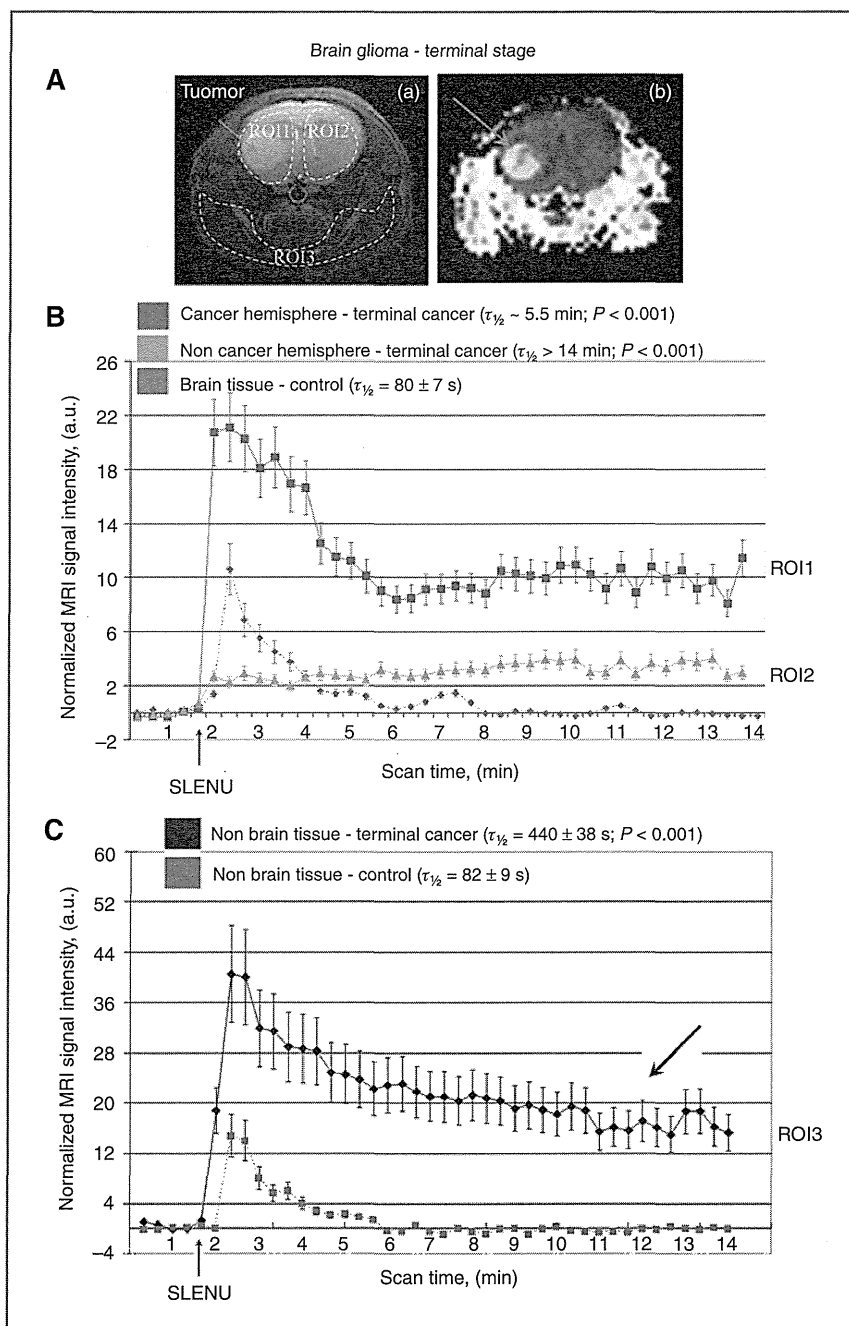 Brain glioma - terminal stage
A
Tuomor
(a)
(b)
ROI1
ROI2
ROI3
B
Cancer hemisphere - terminal cancer (τ½ ~ 5.5 min; P < 0.001)
Non cancer hemisphere - terminal cancer (τ½ > 14 min; P < 0.001)
Brain tissue - control (τ½ = 80 ± 7 s)
Normalized MRI signal intensity, (a.u.)
26
22
18
14
10
6
2
−2
ROI1
ROI2
1 2 3 4 5 6 7 8 9 10 11 12 13 14
Scan time, (min)
SLENU
C
Non brain tissue - terminal cancer (τ½ = 440 ± 38 s; P < 0.001)
Non brain tissue - control (τ½ = 82 ± 9 s)
Normalized MRI signal intensity, (a.u.)
60
52
44
36
28
20
4
−4
ROI3
1 2 3 4 5 6 7 8 9 10 11 12 13 14
Scan time, (min)
SLENU